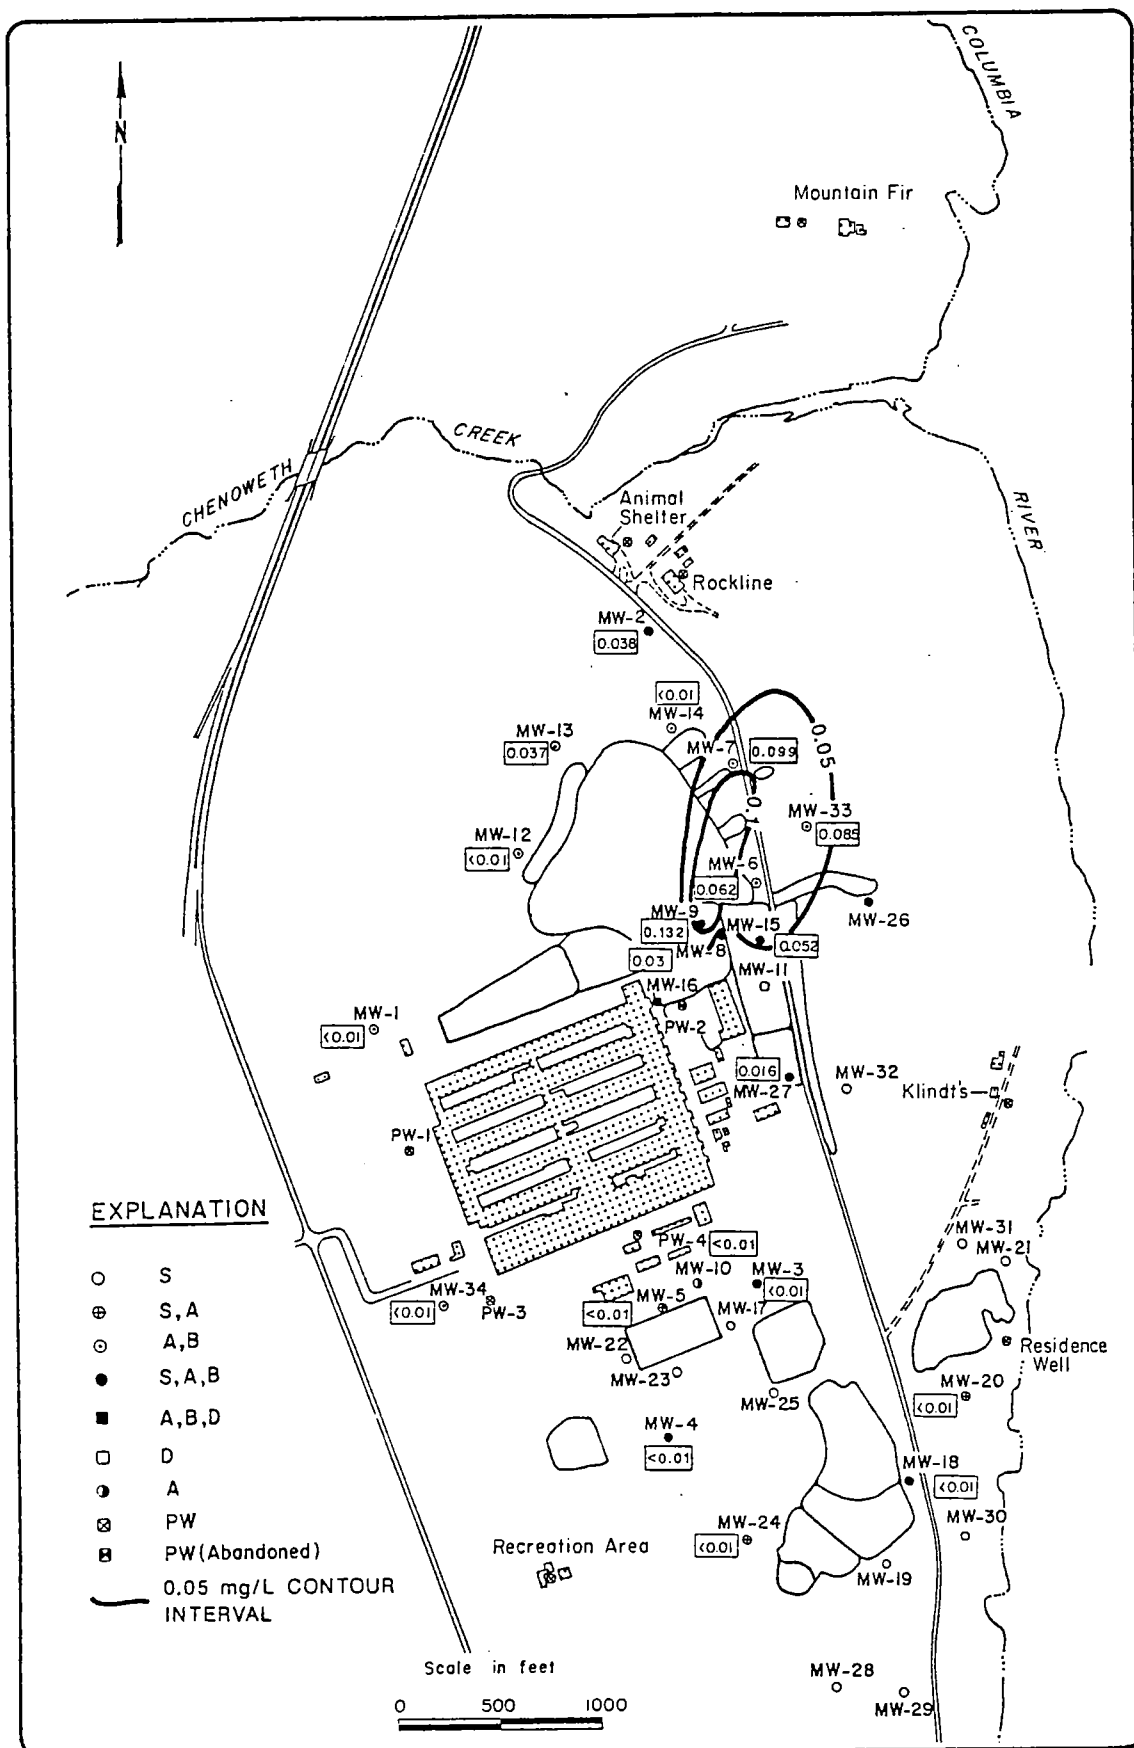 COLUMBIA
N
Mountain Fir
CREEK
CHENOWETH
Animal
Shelter
RIVER
Rockline
MW-2
0.038
<0.01
MW-14
MW-13
0.037
MW-7
0.099
0.05
0.1
MW-33
0.085
MW-12
<0.01
MW-6
0.062
MW-9
0.132
MW-15
MW-26
MW-8
0.052
0.03
MW-11
MW-16
MW-1
<0.01
PW-2
0.016
MW-27
MW-32
Klindt's
PW-1
EXPLANATION
MW-31
MW-21
PW-4
<0.01
S
MW-10
MW-3
<0.01
MW-34
<0.01
PW-3
MW-5
<0.01
MW-17
S,A
A,B
MW-22
Residence
Well
MW-23
MW-20
<0.01
S,A,B
MW-25
A,B,D
MW-4
<0.01
D
MW-18
<0.01
A
MW-30
PW
MW-24
<0.01
Recreation Area
PW(Abandoned)
MW-19
0.05 mg/L CONTOUR
INTERVAL
Scale in feet
MW-28
0 500 1000
MW-29